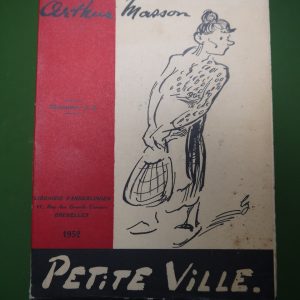 Arthur Masson
LIBRAIRIE VANDERLINDEN
BRUXELLES
1952
PETITE VILLE.